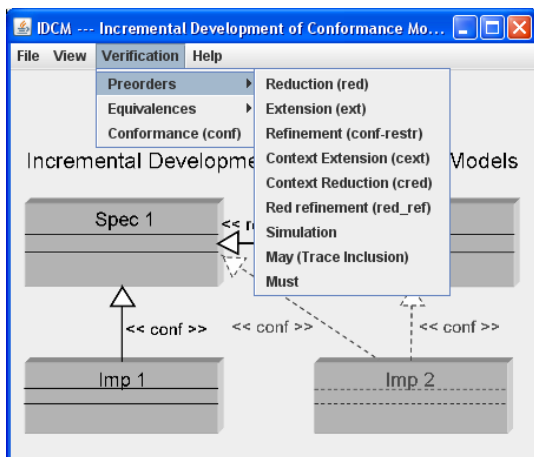 IDCM --- Incremental Development of Conformance Mo...
File View Verification Help
Preorders
Equivalences
Conformance (conf)
Reduction (red)
Extension (ext)
Refinement (conf-restr)
Context Extension (cext)
Context Reduction (cred)
Red refinement (red_ref)
Simulation
May (Trace Inclusion)
Must
Incremental Developme Models
Spec 1
<< r
<< conf >> << conf >> << conf >>
Imp 1 Imp 2